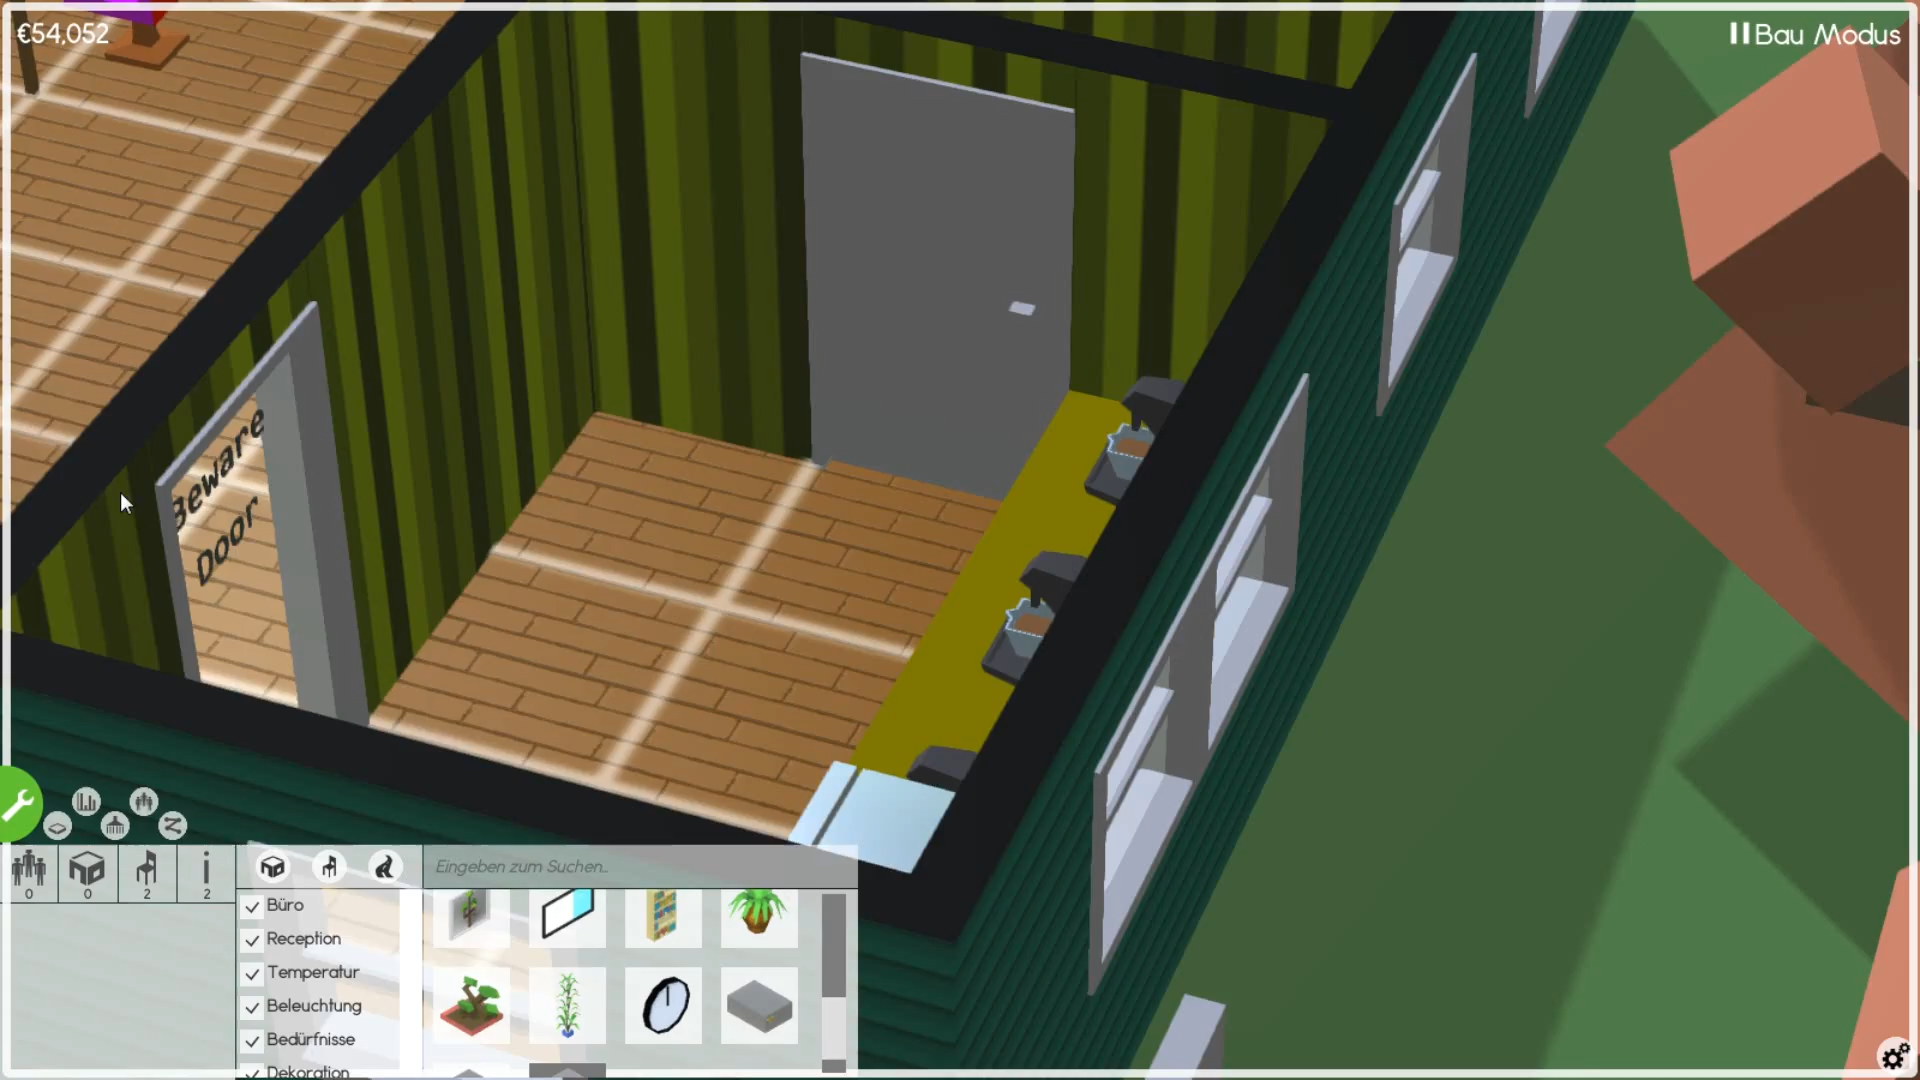 €54,052
Bau Modus
Beware
Door
0
0
2
2
Eingeben zum Suchen...
Büro
Reception
Temperatur
Beleuchtung
Bedürfnisse
Dekoration